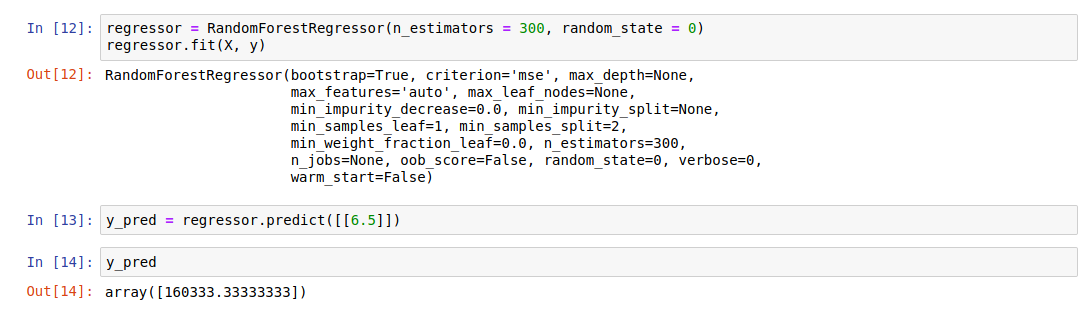 In [12]: regressor = RandomForestRegressor(n_estimators = 300, random_state = 0)
regressor.fit(X, y)
Out[12]: RandomForestRegressor(bootstrap=True, criterion='mse', max_depth=None,
max_features='auto', max_leaf_nodes=None,
min_impurity_decrease=0.0, min_impurity_split=None,
min_samples_leaf=1, min_samples_split=2,
min_weight_fraction_leaf=0.0, n_estimators=300,
n_jobs=None, oob_score=False, random_state=0, verbose=0,
warm_start=False)
In [13]: y_pred = regressor.predict([[6.5]])
In [14]: y_pred
Out[14]: array([160333.33333333])